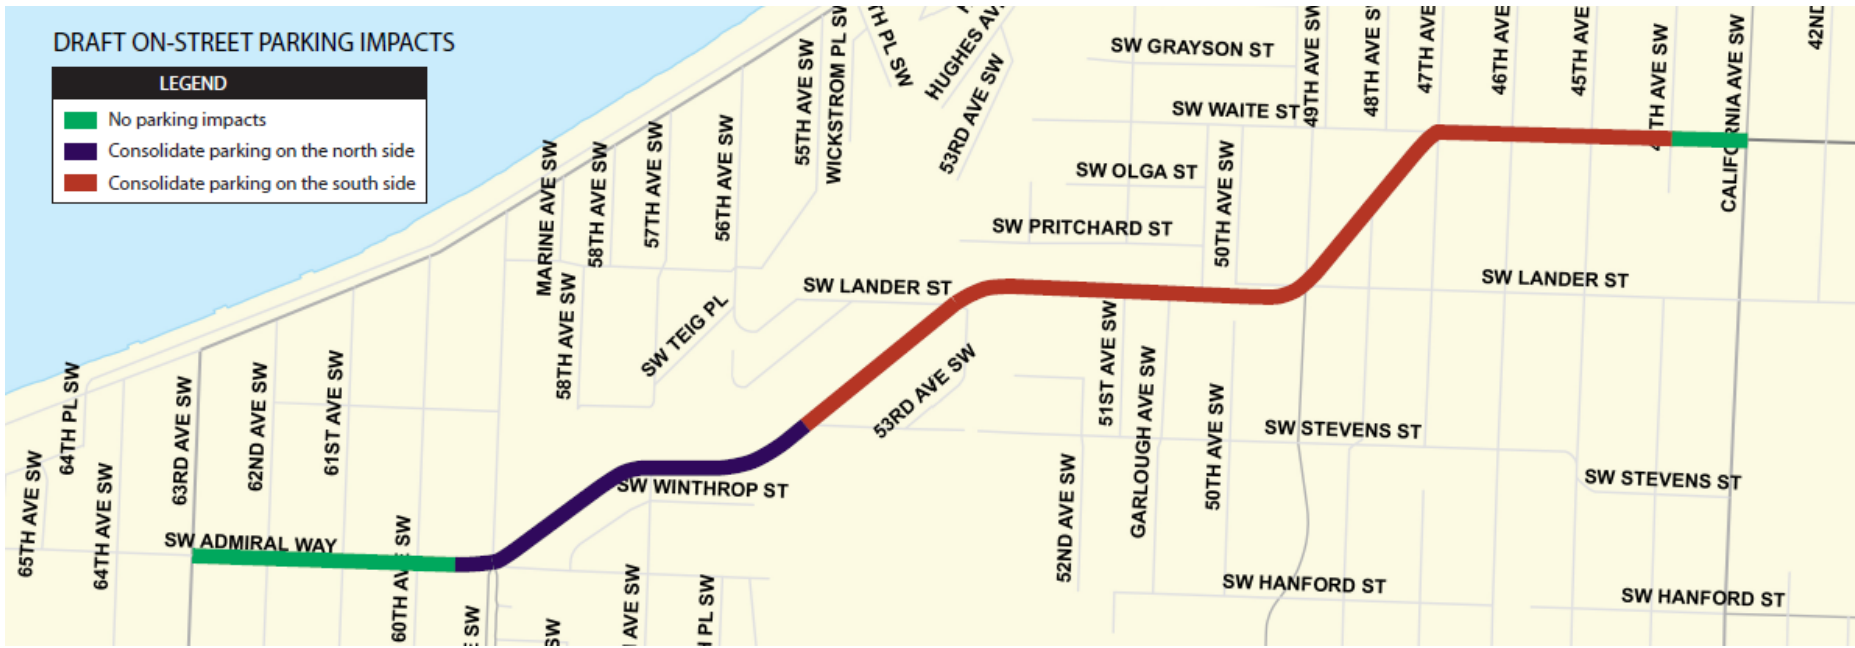 DRAFT ON-STREET PARKING IMPACTS
LEGEND
No parking impacts
Consolidate parking on the north side
Consolidate parking on the south side
55TH AVE SW
WICKSTROM PL SW
TH PL SW
HUGHES AV
53RD AVE SW
SW GRAYSON ST
49TH AVE SW
48TH AVE S
47TH AVE
46TH AVE
45TH AVE
TH AVE SW
CALIFORNIA AVE SW
42ND
SW WAITE ST
SW OLGA ST
50TH AVE SW
SW PRITCHARD ST
MARINE AVE SW
58TH AVE SW
57TH AVE SW
56TH AVE SW
58TH AVE SW
SW TEIG PL
SW LANDER ST
SW LANDER ST
53RD AVE SW
51ST AVE SW
GARLOUGH AVE SW
50TH AVE SW
52ND AVE SW
SW STEVENS ST
SW STEVENS ST
65TH AVE SW
64TH PL SW
64TH AVE SW
63RD AVE SW
62ND AVE SW
61ST AVE SW
60TH AVE SW
SW ADMIRAL WAY
SW WINTHROP ST
SW HANFORD ST
SW HANFORD ST
E SW
SW
AVE SW
PL SW